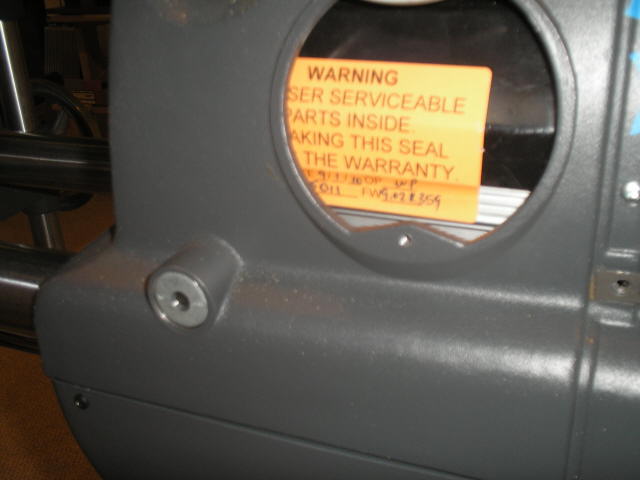 WARNING
SER SERVICEABLE
PARTS INSIDE.
AKING THIS SEAL
THE WARRANTY.